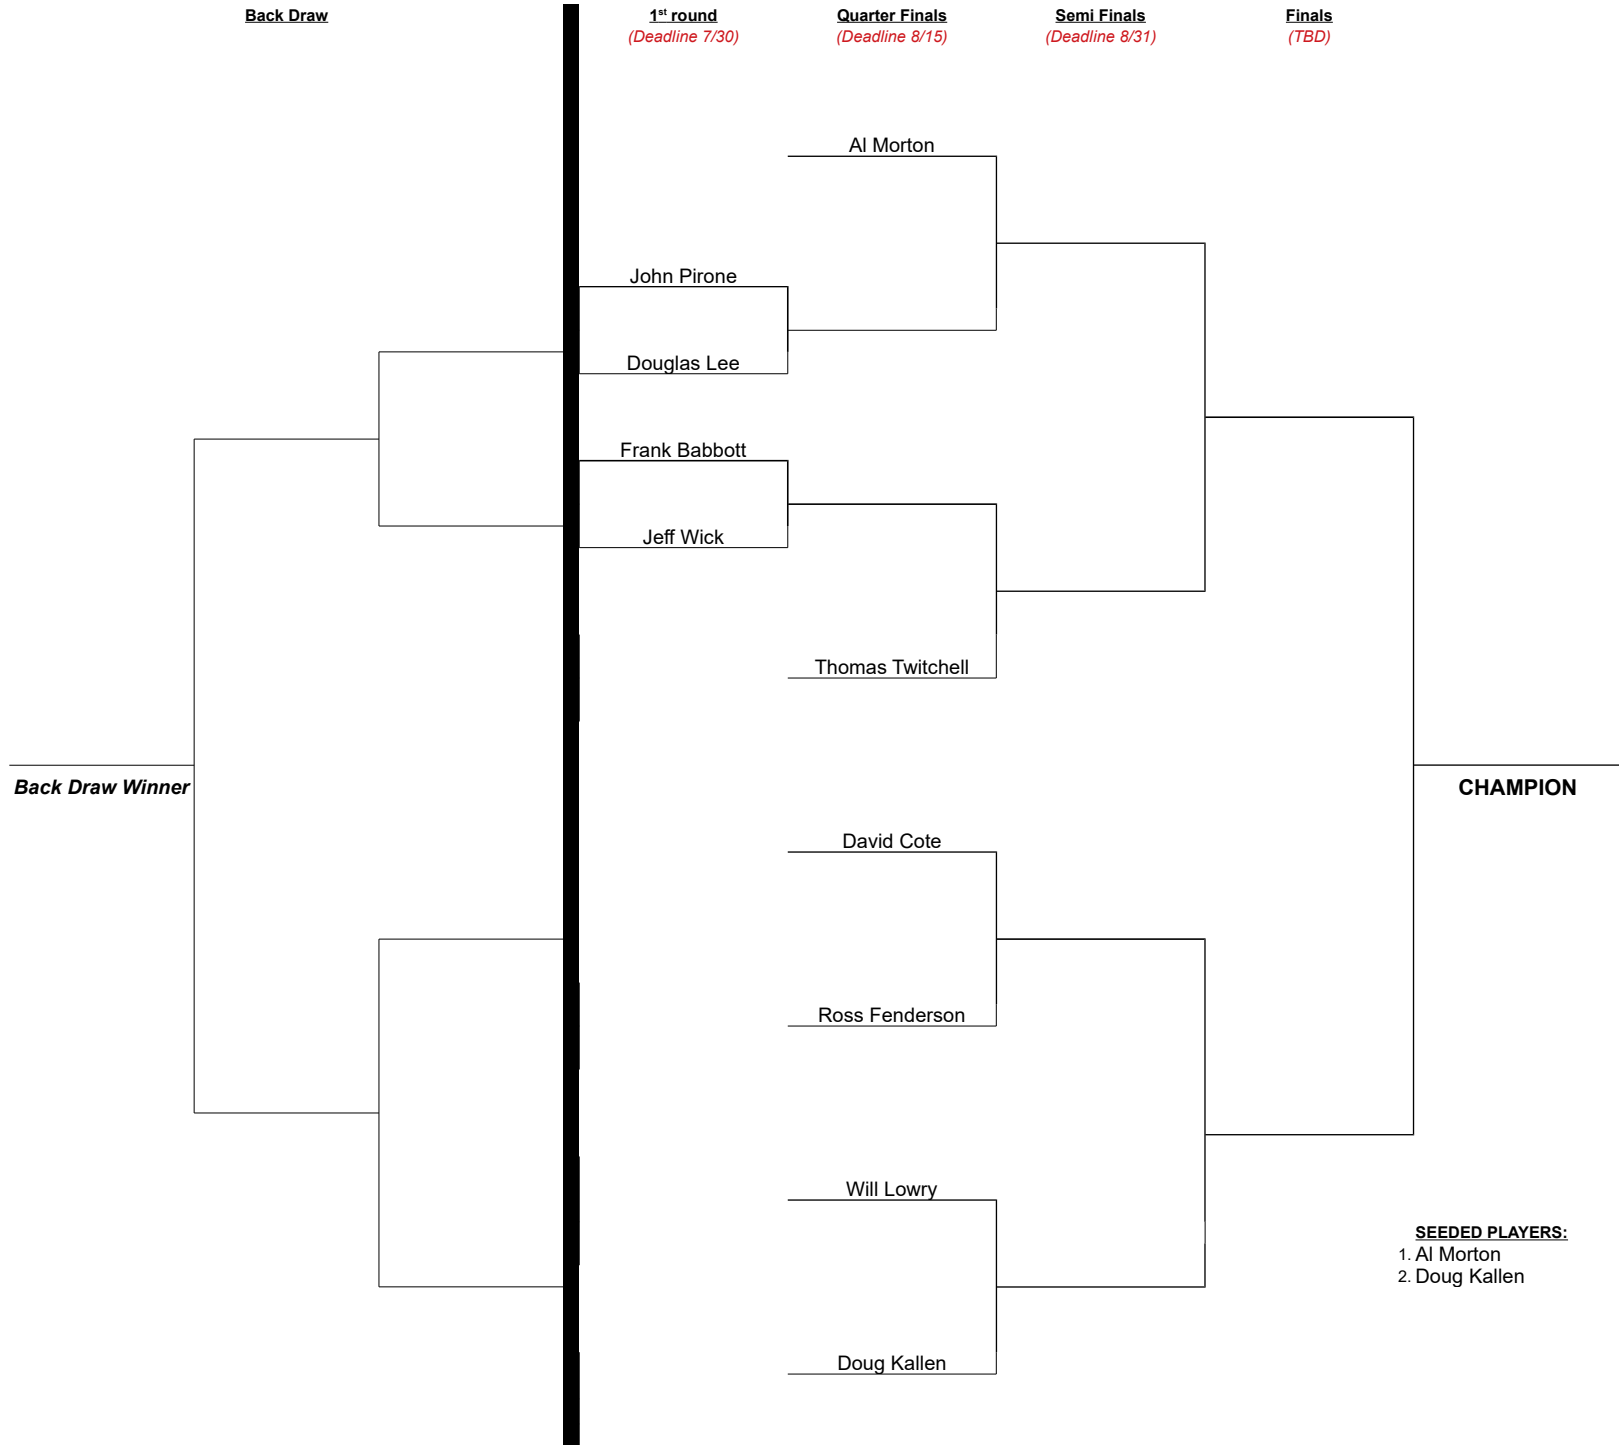 Back Draw
1st round
(Deadline 7/30)
Quarter Finals
(Deadline 8/15)
Semi Finals
(Deadline 8/31)
Finals
(TBD)
Al Morton
John Pirone
Douglas Lee
Frank Babbott
Jeff Wick
Thomas Twitchell
Back Draw Winner
CHAMPION
David Cote
Ross Fenderson
Will Lowry
SEEDED PLAYERS:
1. Al Morton
2. Doug Kallen
Doug Kallen